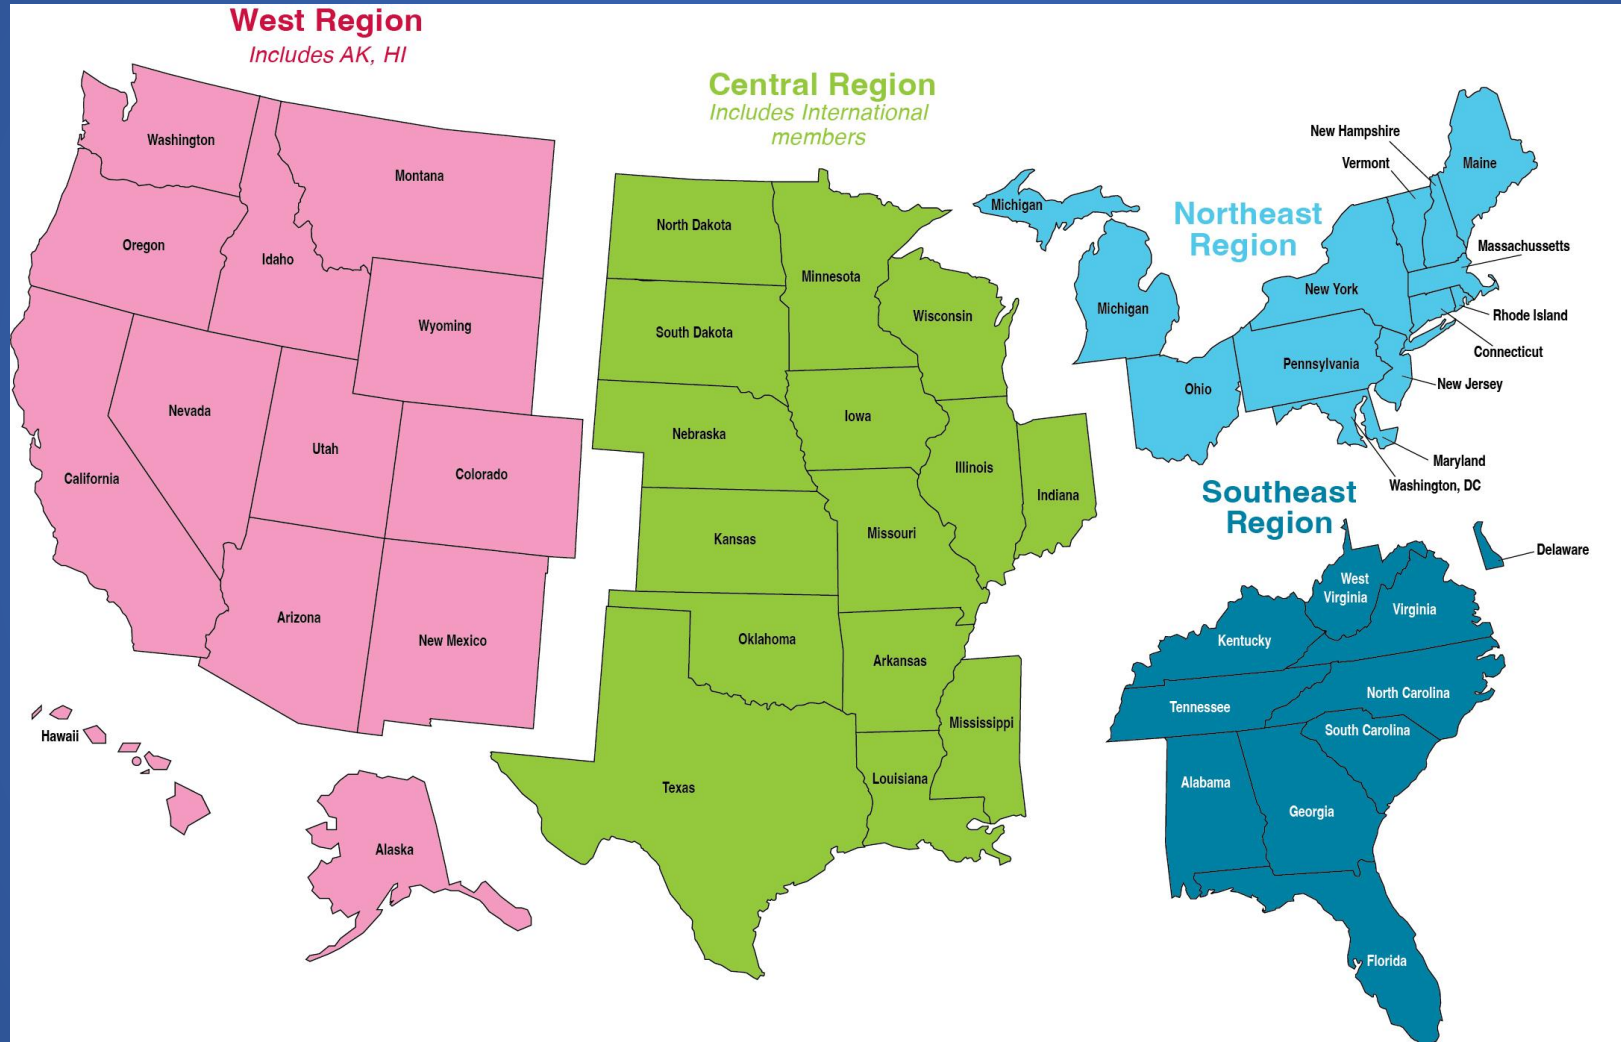 West Region
Includes AK, HI
Washington
Montana
Oregon
Idaho
Wyoming
Nevada
Utah
Colorado
California
Arizona
New Mexico
Hawaii
Alaska
Central Region
Includes International
members
North Dakota
Minnesota
South Dakota
Wisconsin
Iowa
Nebraska
Illinois
Indiana
Kansas
Missouri
Oklahoma
Arkansas
Mississippi
Texas
Louisiana
Northeast
Region
New Hampshire
Vermont
Maine
Michigan
Massachussetts
New York
Michigan
Rhode Island
Connecticut
Pennsylvania
New Jersey
Ohio
Maryland
Washington, DC
Southeast
Region
Delaware
West
Virginia
Virginia
Kentucky
North Carolina
Tennessee
South Carolina
Alabama
Georgia
Florida